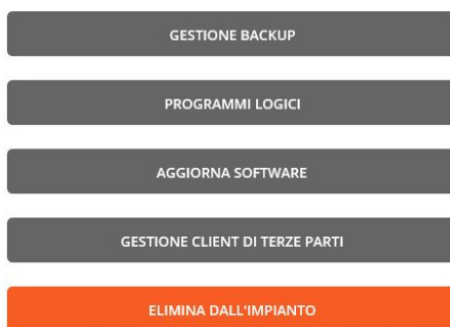 GESTIONE BACKUP
PROGRAMMI LOGICI
AGGIORNA SOFTWARE
GESTIONE CLIENT DI TERZE PARTI
ELIMINA DALL'IMPIANTO